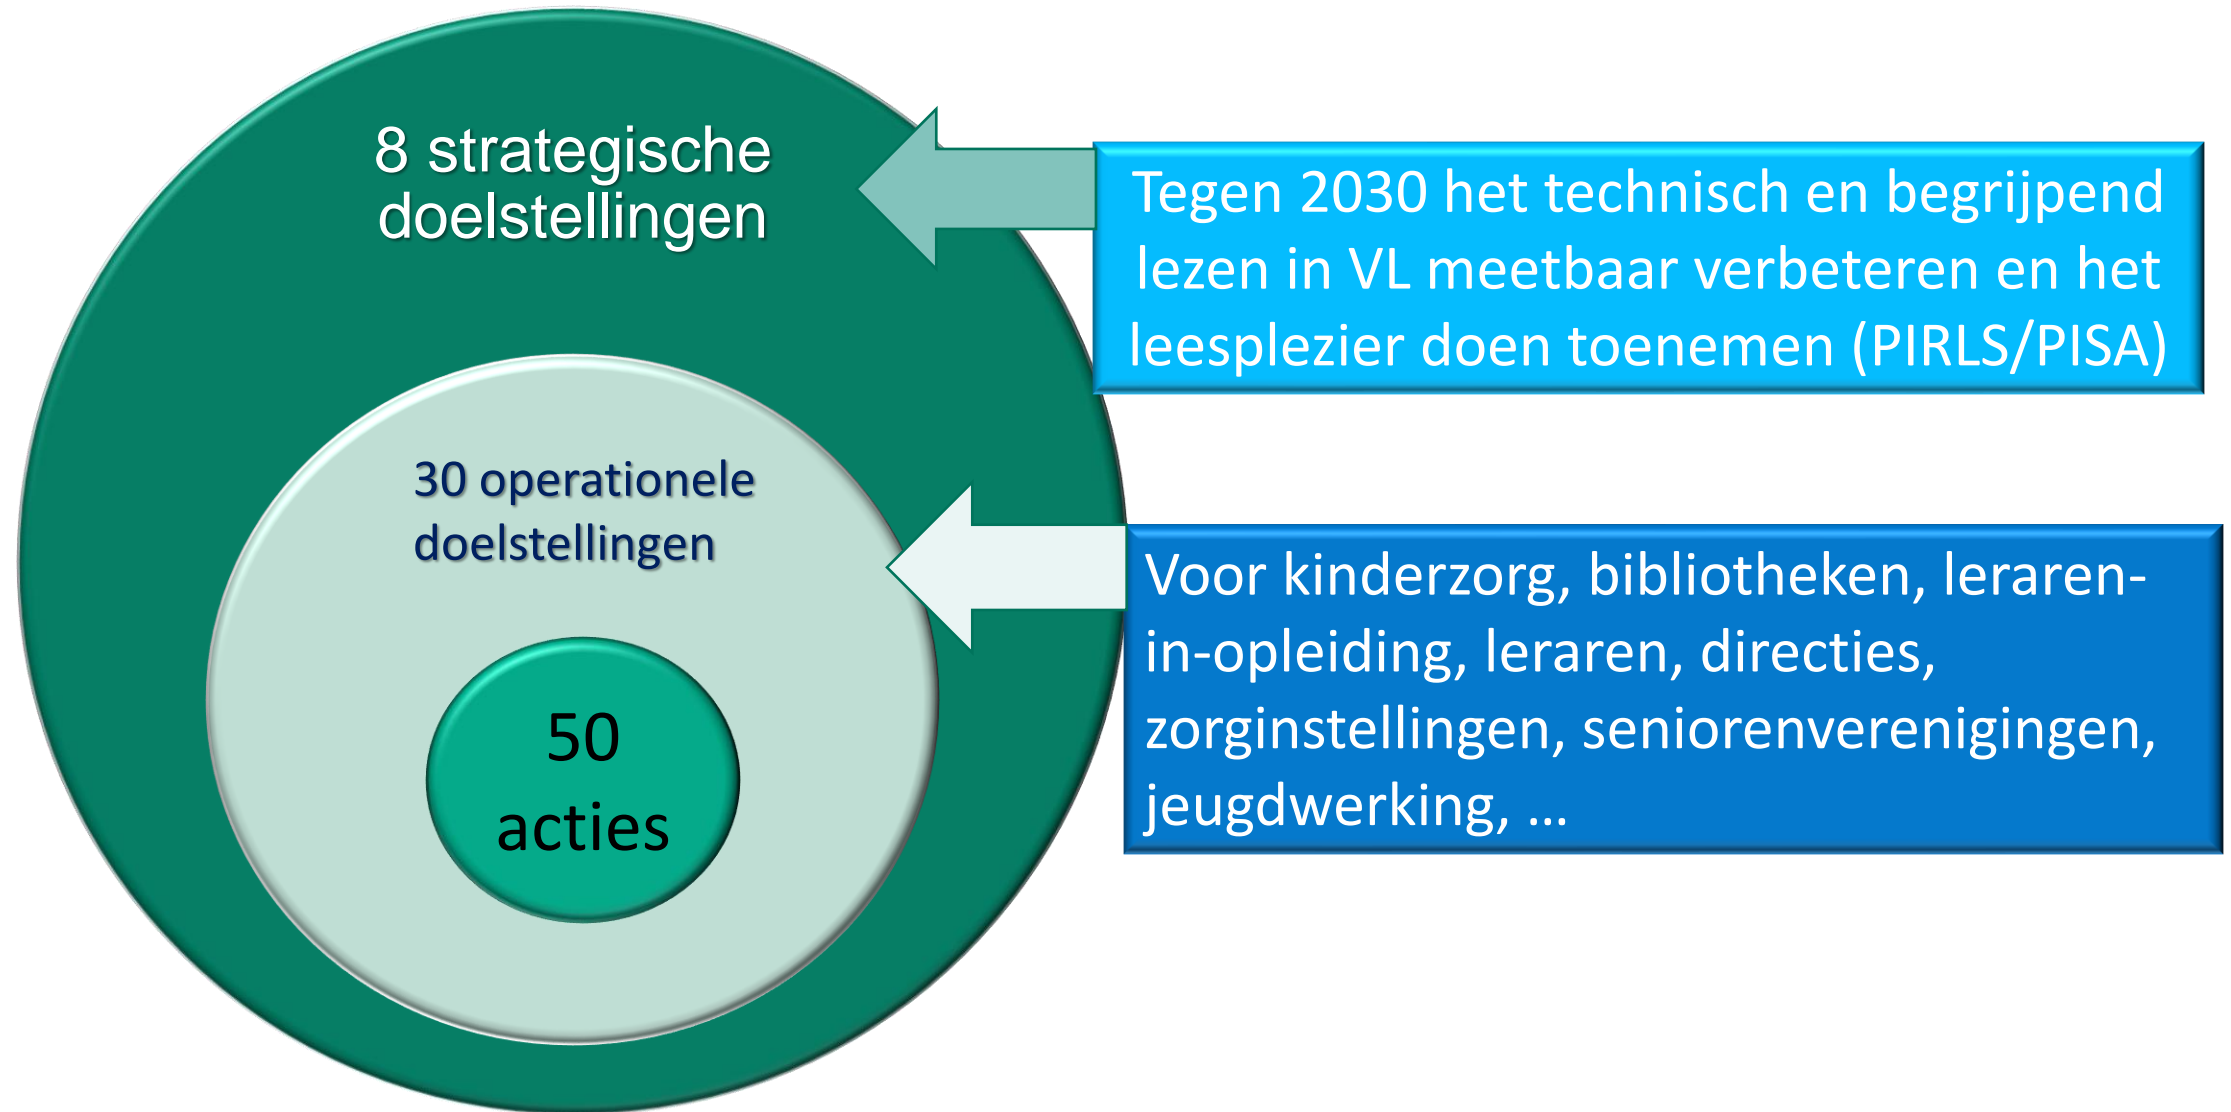 8 strategische
doelstellingen
Tegen 2030 het technisch en begrijpend
lezen in VL meetbaar verbeteren en het
leesplezier doen toenemen (PIRLS/PISA)
30 operationele
doelstellingen
Voor kinderzorg, bibliotheken, leraren-
in-opleiding, leraren, directies,
zorginstellingen, seniorenverenigingen,
jeugdwerking, ...
50
acties